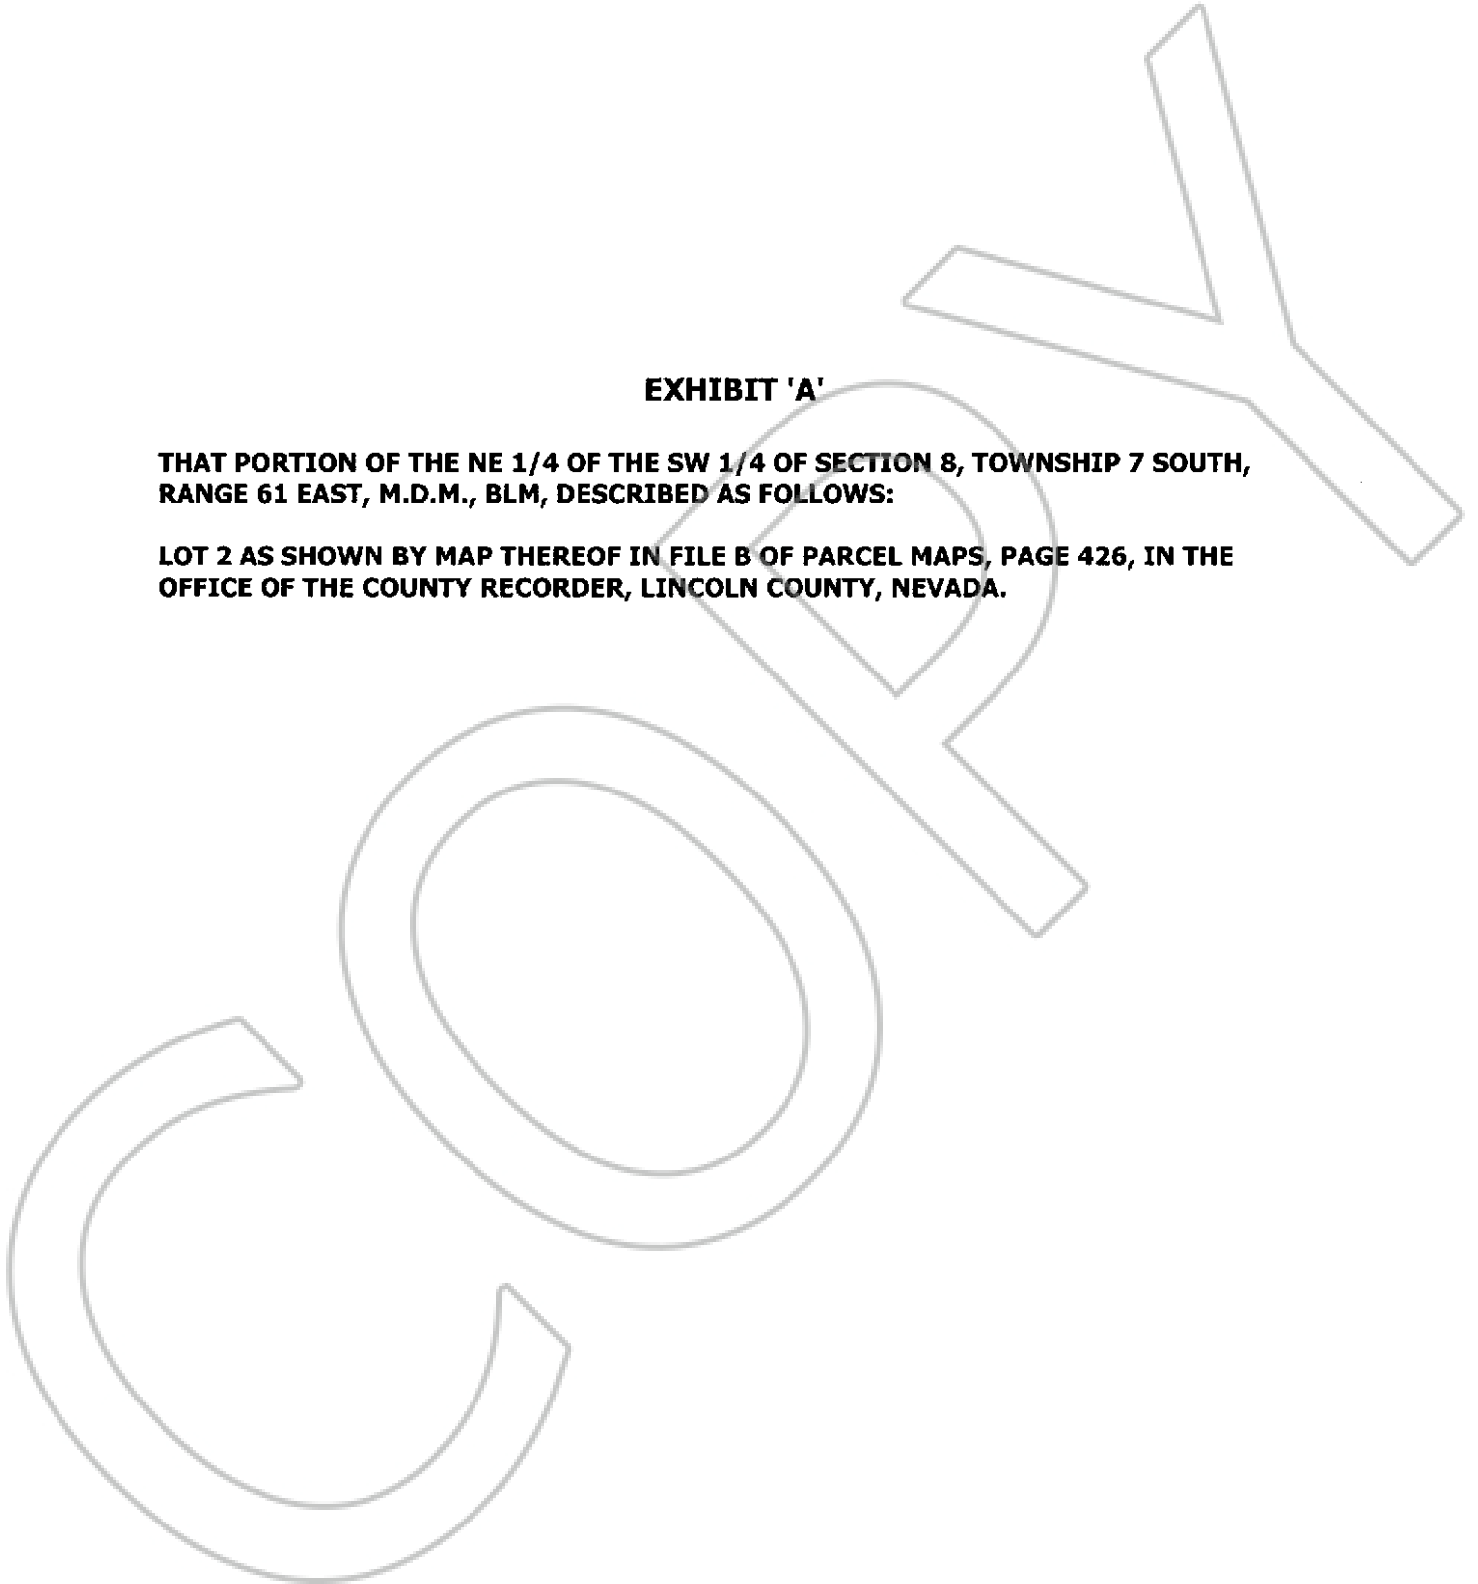 EXHIBIT 'A'
THAT PORTION OF THE NE 1/4 OF THE SW 1/4 OF SECTION 8, TOWNSHIP 7 SOUTH,
RANGE 61 EAST, M.D.M., BLM, DESCRIBED AS FOLLOWS:
LOT 2 AS SHOWN BY MAP THEREOF IN FILE B OF PARCEL MAPS, PAGE 426, IN THE
OFFICE OF THE COUNTY RECORDER, LINCOLN COUNTY, NEVADA.
COPY